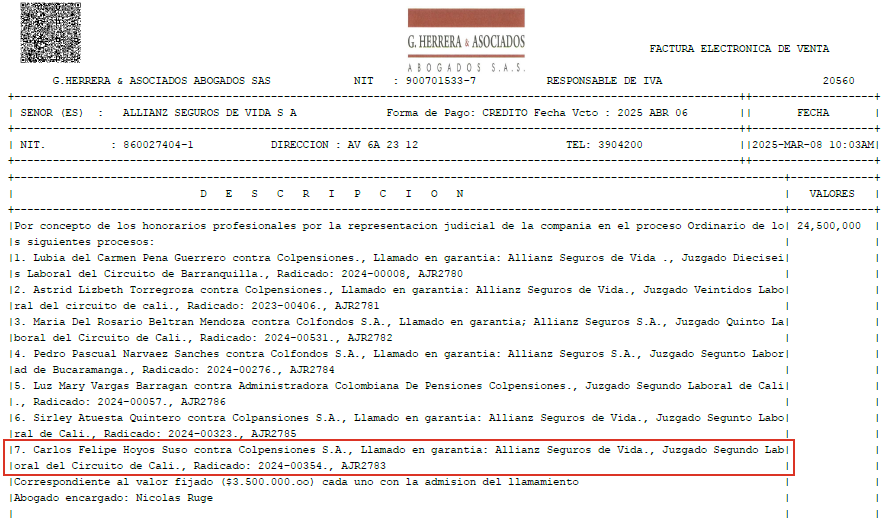 G. HERRERA & ASOCIADOS
ABOGADOS S.A.S.
FACTURA ELECTRONICA DE VENTA
G.HERRERA & ASOCIADOS ABOGADOS SAS NIT : 900701533-7 RESPONSABLE DE IVA 20560
SENOR (ES) : ALLIANZ SEGUROS DE VIDA S A Forma de Pago: CREDITO Fecha Vcto : 2025 ABR 06 FECHA
NIT. : 860027404-1 DIRECCION : AV 6A 23 12 TEL: 3904200 2025-MAR-08 10:03AM
D E S C R I P C I O N VALORES
Por concepto de los honorarios profesionales por la representacion judicial de la compania en el proceso Ordinario de lo 24,500,000
s siguientes procesos:
1. Lubia del Carmen Pena Guerrero contra Colpensiones., Llamado en garantia: Allianz Seguros de Vida ., Juzgado Diecisei
s Laboral del Circuito de Barranquilla., Radicado: 2024-00008, AJR2780
2. Astrid Lizbeth Torregroza contra Colpensiones., Llamado en garantia: Allianz Seguros de Vida., Juzgado Veintidos Labo
ral del circuito de cali., Radicado: 2023-00406., AJR2781
3. Maria Del Rosario Beltran Mendoza contra Colfondos S.A., Llamado en garantia; Allianz Seguros S.A., Juzgado Quinto La
boral del Circuito de Cali., Radicado: 2024-00531., AJR2782
4. Pedro Pascual Narvaez Sanches contra Colfondos S.A., Llamado en garantia: Allianz Seguros S.A., Juzgado Segunto Labor
ad de Bucaramanga., Radicado: 2024-00276., AJR2784
5. Luz Mary Vargas Barragan contra Administradora Colombiana De Pensiones Colpensiones., Juzgado Segundo Laboral de Cali
., Radicado: 2024-00057., AJR2786
6. Sirley Atuesta Quintero contra Colpansiones S.A., Llamado en garantia: Allianz Seguros de Vida., Juzgado Segunto Labo
ral de Cali., Radicado: 2024-00323., AJR2785
7. Carlos Felipe Hoyos Suso contra Colpensiones S.A., Llamado en garantia: Allianz Seguros de Vida., Juzgado Segundo Lab
oral del Circuito de Cali., Radicado: 2024-00354., AJR2783
Correspondiente al valor fijado ($3.500.000.oo) cada uno con la admision del llamamiento
Abogado encargado: Nicolas Ruge